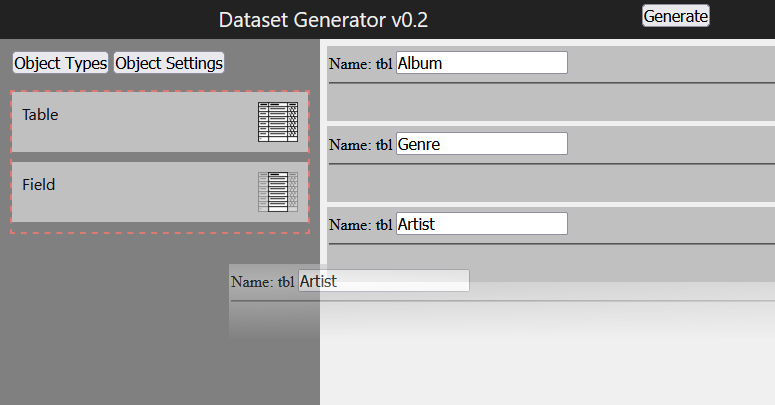 Dataset Generator v0.2
Generate
Object Types Object Settings
Table
Field
Name: tbl Album
Name: tbl Genre
Name: tbl Artist
Name: tbl Artist